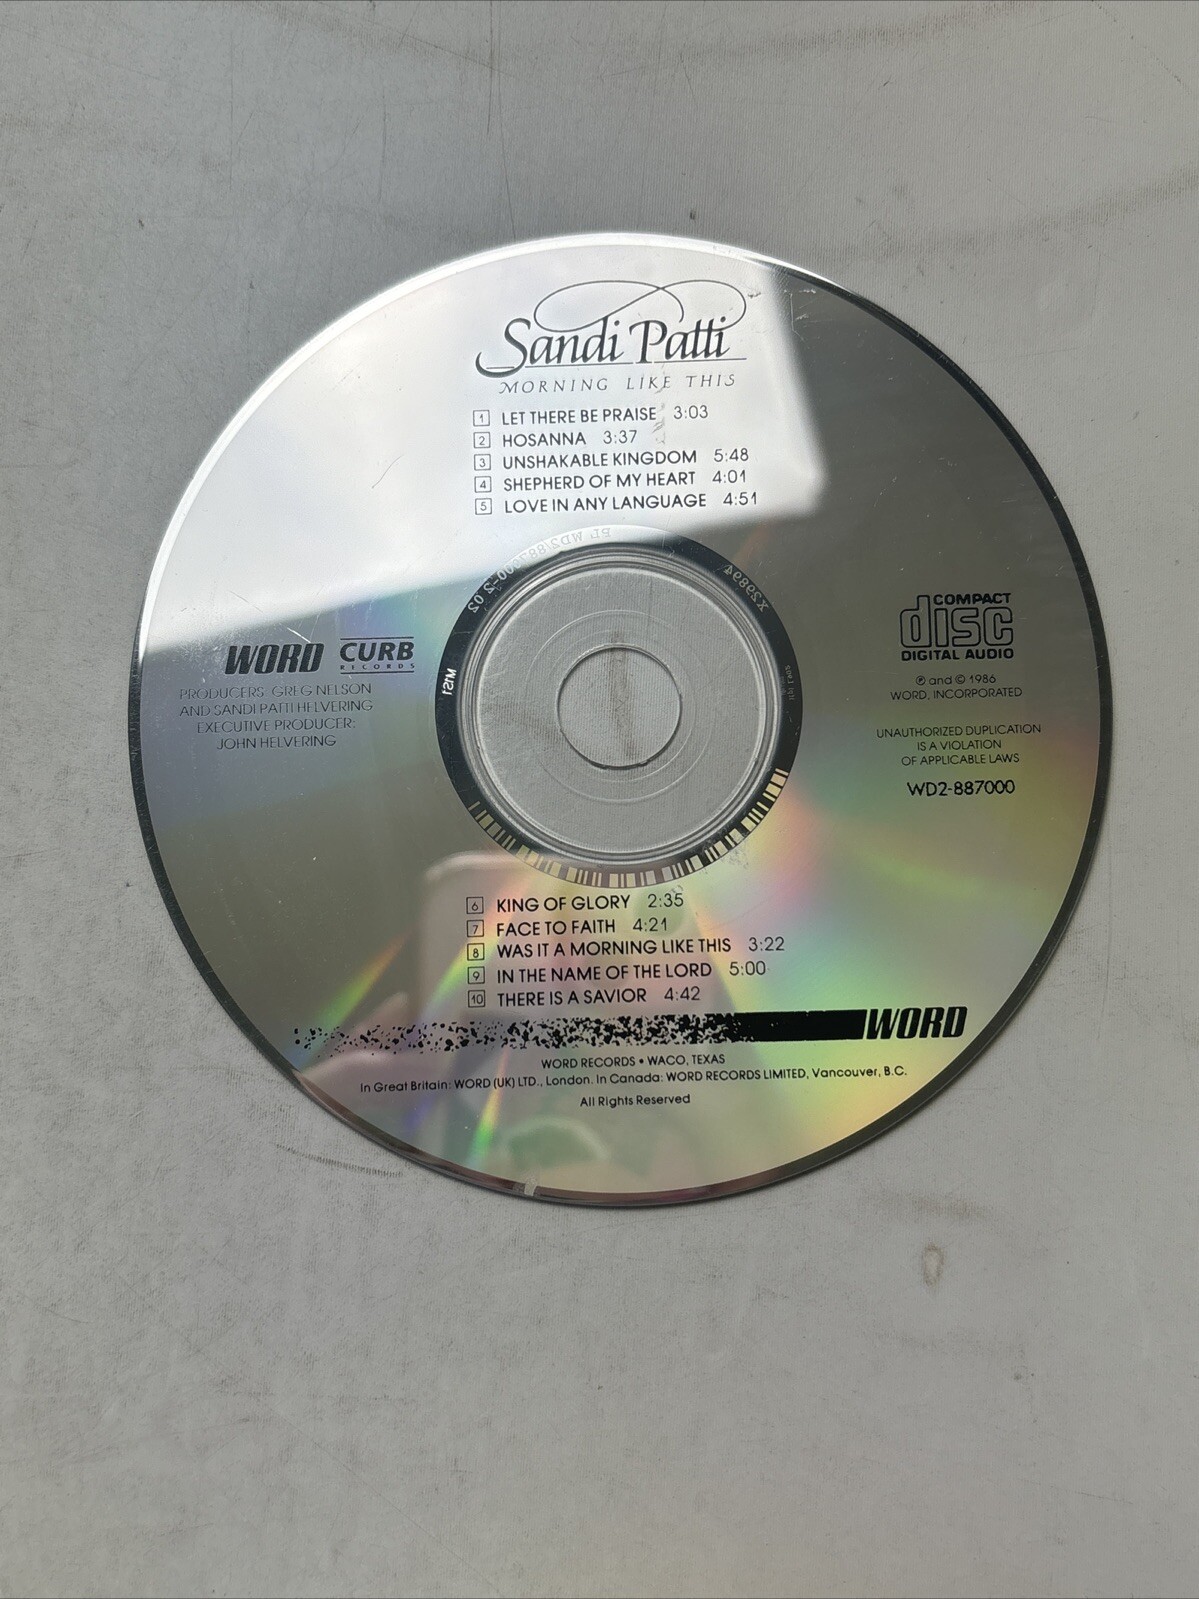 Sandi Patti
MORNING LIKE THIS
1 LET THERE BE PRAISE 3:03
2 HOSANNA 3:37
3 UNSHAKABLE KINGDOM 5:48
4 SHEPHERD OF MY HEART 4:01
5 LOVE IN ANY LANGUAGE 4:51
WORD CURB
RECORDS
PRODUCERS: GREG NELSON
AND SANDI PATTI HELVERING
EXECUTIVE PRODUCER:
JOHN HELVERING
COMPACT
disc
DIGITAL AUDIO
℗ and © 1986
WORD, INCORPORATED
UNAUTHORIZED DUPLICATION
IS A VIOLATION
OF APPLICABLE LAWS
WD2-887000
X29894
6 KING OF GLORY 2:35
7 FACE TO FAITH 4:21
8 WAS IT A MORNING LIKE THIS 3:22
9 IN THE NAME OF THE LORD 5:00
10 THERE IS A SAVIOR 4:42
WORD
WORD RECORDS • WACO, TEXAS
In Great Britain: WORD (UK) LTD., London. In Canada: WORD RECORDS LIMITED, Vancouver, B.C.
All Rights Reserved